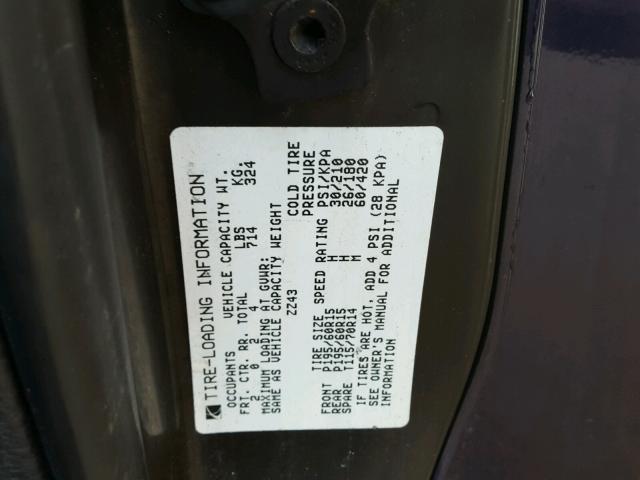 TIRE-LOADING INFORMATION
OCCUPANTS VEHICLE CAPACITY WT.
FRT. CTR. RR. TOTAL LBS KG.
2 0 2 4 714 324
MAXIMUM LOADING AT GVWR:
SAME AS VEHICLE CAPACITY WEIGHT
ZZ43
COLD TIRE
PRESSURE
TIRE SIZE SPEED RATING PSI/KPA
FRONT P195/60R15 H 30/210
REAR P195/60R15 H 26/180
SPARE T115/70R14 M 60/420
IF TIRES ARE HOT, ADD 4 PSI (28 KPA)
SEE OWNER'S MANUAL FOR ADDITIONAL
INFORMATION